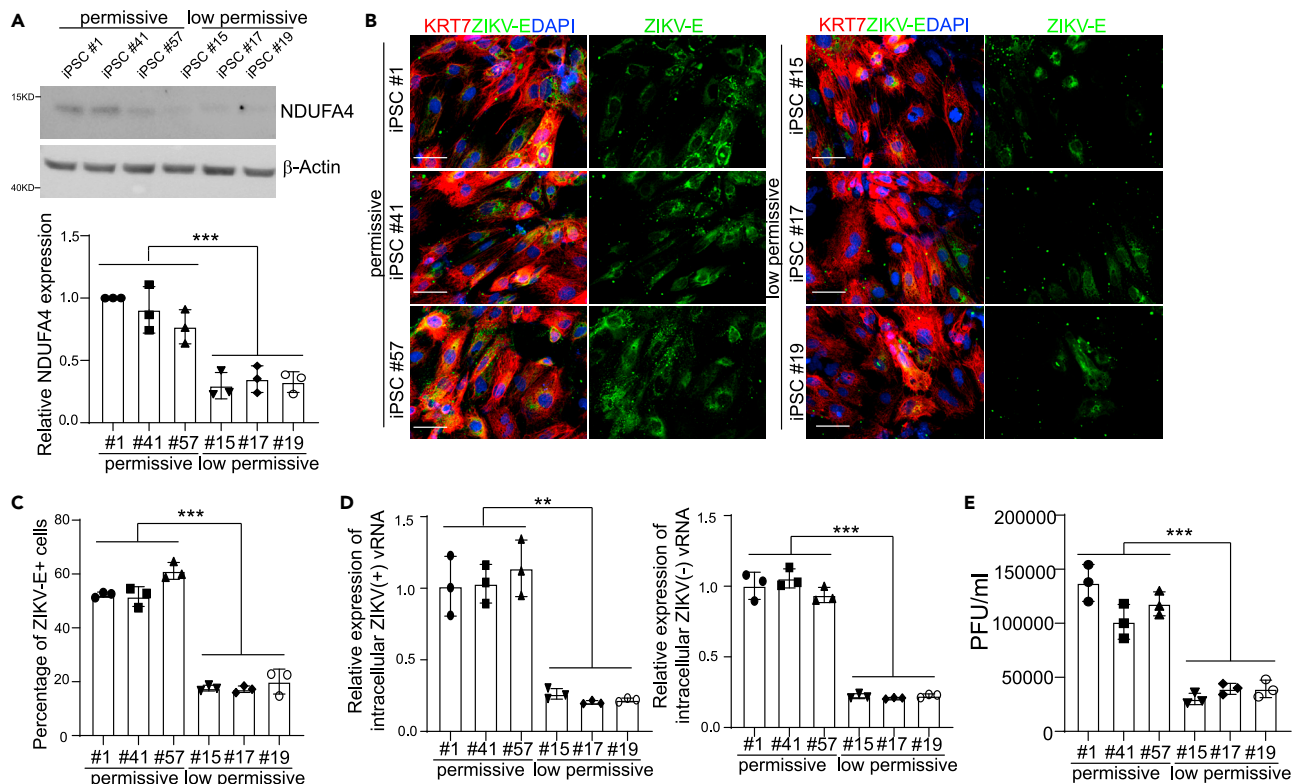 A
permissive low permissive
iPSC #1 iPSC #41 iPSC #57 iPSC #15 iPSC #17 iPSC #19
15KD
NDUFA4
β-Actin
40KD
Relative NDUFA4 expression
1.5
1.0
0.5
0.0
***
#1 #41 #57 #15 #17 #19
permissive low permissive
B
KRT7ZIKV-EDAPI ZIKV-E KRT7ZIKV-EDAPI ZIKV-E
permissive
iPSC #1
iPSC #41
iPSC #57
low permissive
iPSC #15
iPSC #17
iPSC #19
C
Percentage of ZIKV-E+ cells
80
60
40
20
0
***
#1 #41 #57 #15 #17 #19
permissive low permissive
D
Relative expression of
intracellular ZIKV(+) vRNA
1.5
1.0
0.5
0.0
**
#1 #41 #57 #15 #17 #19
permissive low permissive
Relative expression of
intracellular ZIKV(-) vRNA
1.5
1.0
0.5
0.0
***
#1 #41 #57 #15 #17 #19
permissive low permissive
E
PFU/ml
200000
150000
100000
50000
0
***
#1 #41 #57 #15 #17 #19
permissive low permissive